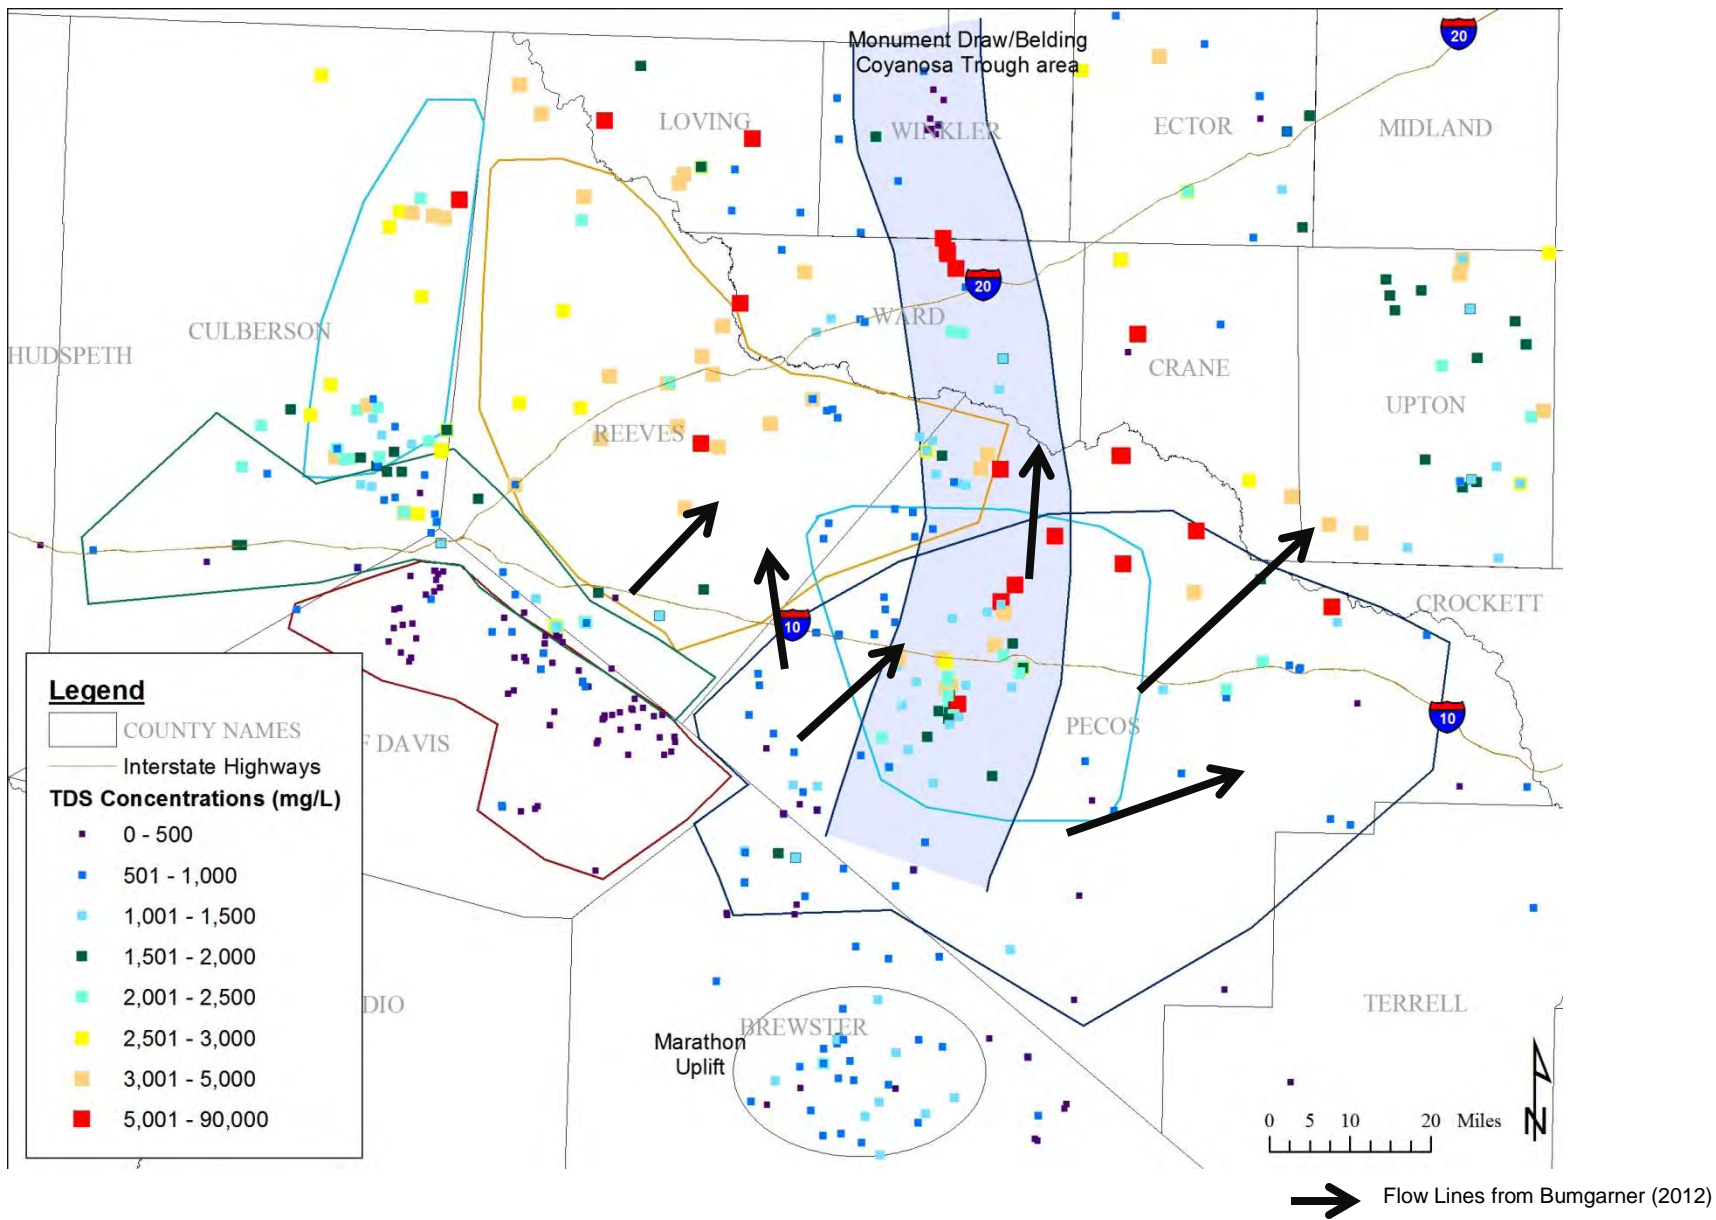 Monument Draw/Belding
Coyanosa Trough area
20
LOVING
WINKLER
ECTOR
MIDLAND
20
CULBERSON
HUDSPETH
WARD
CRANE
UPTON
REEVES
CROCKETT
10
10
PECOS
F DAVIS
DIO
BREWSTER
Marathon
Uplift
TERRELL
Legend
COUNTY NAMES
Interstate Highways
TDS Concentrations (mg/L)
0 - 500
501 - 1,000
1,001 - 1,500
1,501 - 2,000
2,001 - 2,500
2,501 - 3,000
3,001 - 5,000
5,001 - 90,000
0 5 10 20 Miles
N
Flow Lines from Bumgarner (2012)